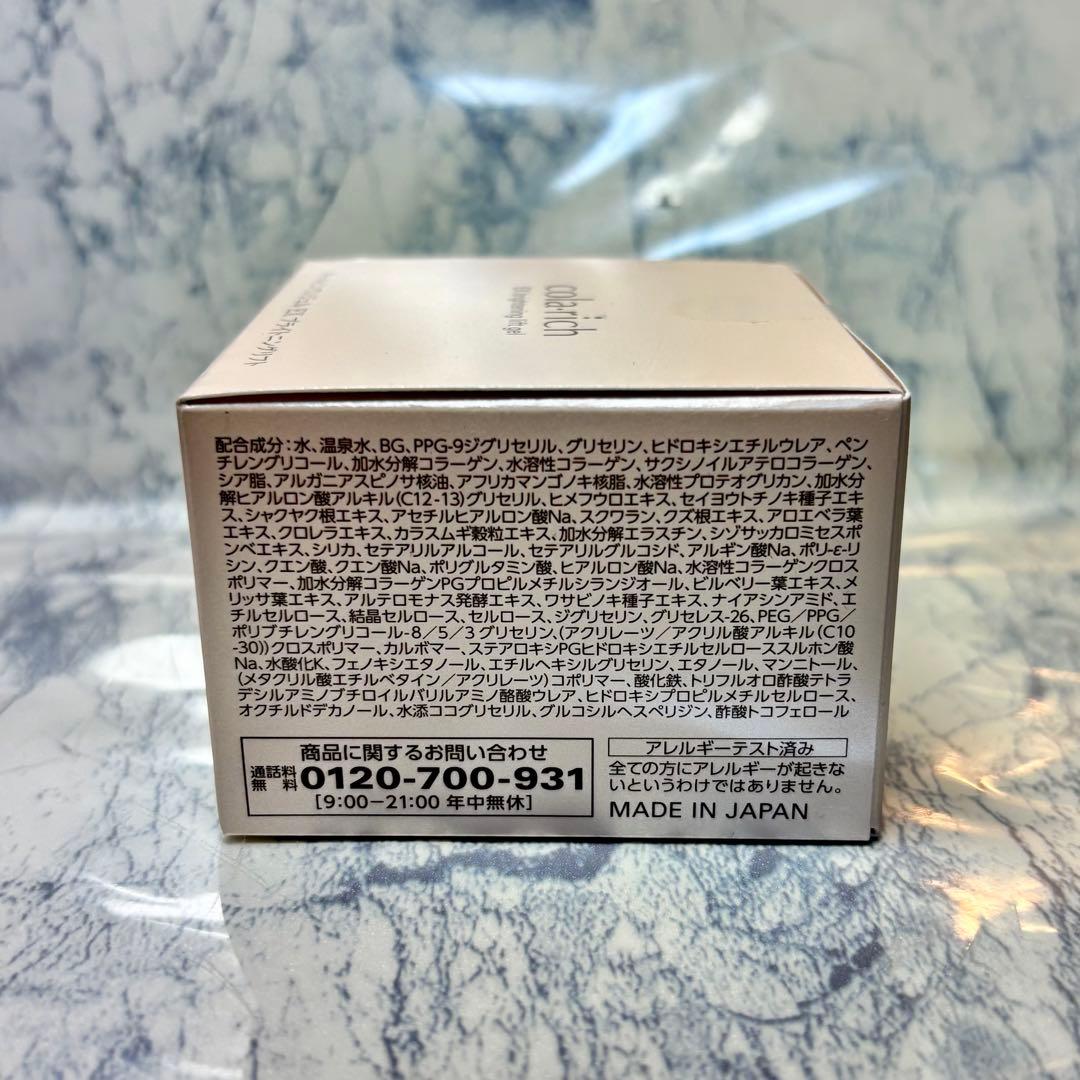 cola·rich
EX brightening lift gel
ブライトニングリフト
配合成分：水、温泉水、BG、PPG-9ジグリセリル、グリセリン、ヒドロキシエチルウレア、ペン
チレングリコール、加水分解コラーゲン、水溶性コラーゲン、サクシノイルアテロコラーゲン、
シア脂、アルガニアスピノサ核油、アフリカマンゴノキ核脂、水溶性プロテオグリカン、加水分
解ヒアルロン酸アルキル(C12-13)グリセリル、ヒメフウロエキス、セイヨウトチノキ種子エキ
ス、シャクヤク根エキス、アセチルヒアルロン酸Na、スクワラン、クズ根エキス、アロエベラ葉
エキス、クロレラエキス、カラスムギ穀粒エキス、加水分解エラスチン、シゾサッカロミセスポ
ンベエキス、シリカ、セテアリルアルコール、セテアリルグルコシド、アルギン酸Na、ポリ-ε-リ
シン、クエン酸、クエン酸Na、ポリグルタミン酸、ヒアルロン酸Na、水溶性コラーゲンクロス
ポリマー、加水分解コラーゲンPGプロピルメチルシランジオール、ビルベリー葉エキス、メ
リッサ葉エキス、アルテロモナス発酵エキス、ワサビノキ種子エキス、ナイアシンアミド、エ
チルセルロース、結晶セルロース、セルロース、ジグリセリン、グリセレス-26、PEG／PPG／
ポリブチレングリコール-8／5／3 グリセリン、(アクリレーツ／アクリル酸アルキル（C10
-30))クロスポリマー、カルボマー、ステアロキシPGヒドロキシエチルセルローススルホン酸
Na、水酸化K、フェノキシエタノール、エチルヘキシルグリセリン、エタノール、マンニトール、
(メタクリル酸エチルベタイン／アクリレーツ)コポリマー、酸化鉄、トリフルオロ酢酸テトラ
デシルアミノブチロイルバリルアミノ酪酸ウレア、ヒドロキシプロピルメチルセルロース、
オクチルドデカノール、水添ココグリセリル、グルコシルヘスペリジン、酢酸トコフェロール
商品に関するお問い合わせ
通話料無料 0120-700-931
[9:00－21:00 年中無休]
アレルギーテスト済み
全ての方にアレルギーが起きな
いというわけではありません。
MADE IN JAPAN